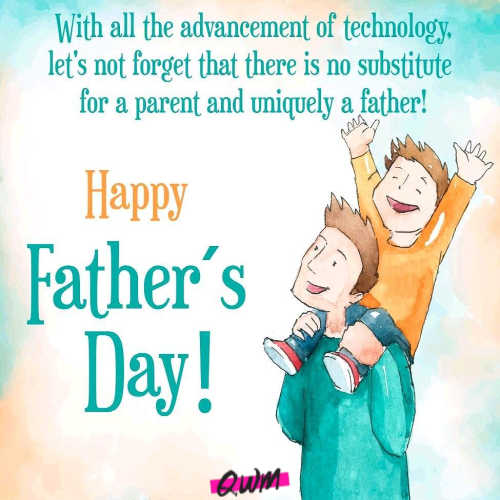 With all the advancement of technology,
let's not forget that there is no substitute
for a parent and uniquely a father!
Happy
Father´s
Day!
QWM